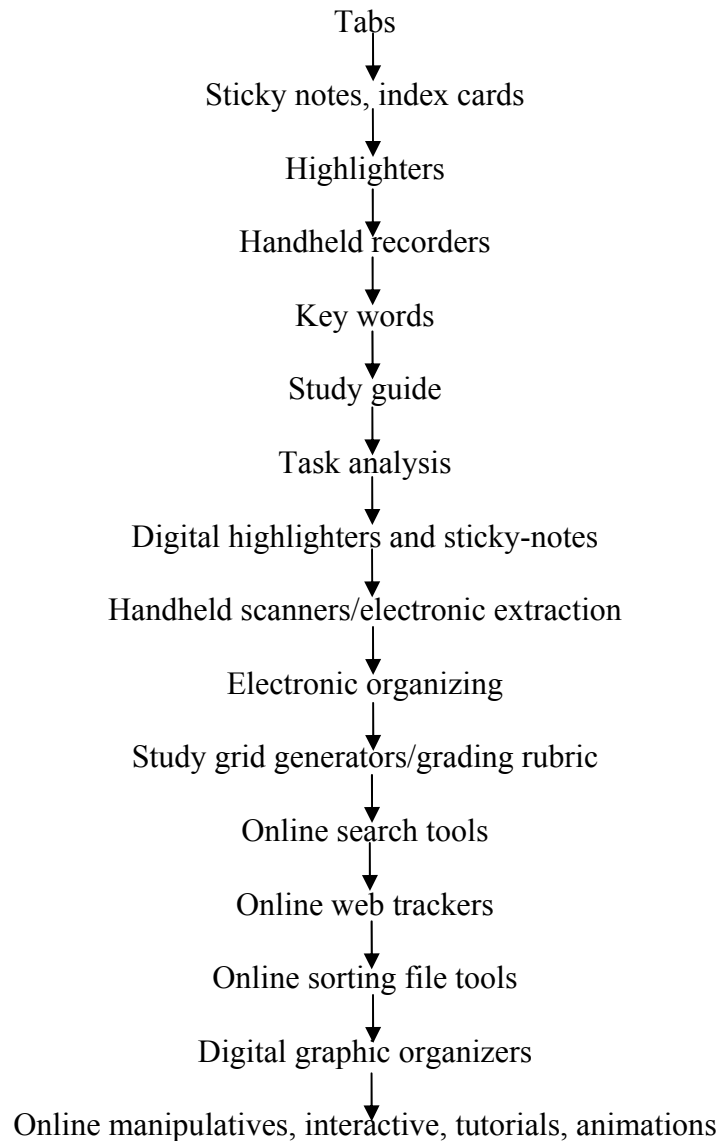 Tabs
Sticky notes, index cards
Highlighters
Handheld recorders
Key words
Study guide
Task analysis
Digital highlighters and sticky-notes
Handheld scanners/electronic extraction
Electronic organizing
Study grid generators/grading rubric
Online search tools
Online web trackers
Online sorting file tools
Digital graphic organizers
Online manipulatives, interactive, tutorials, animations